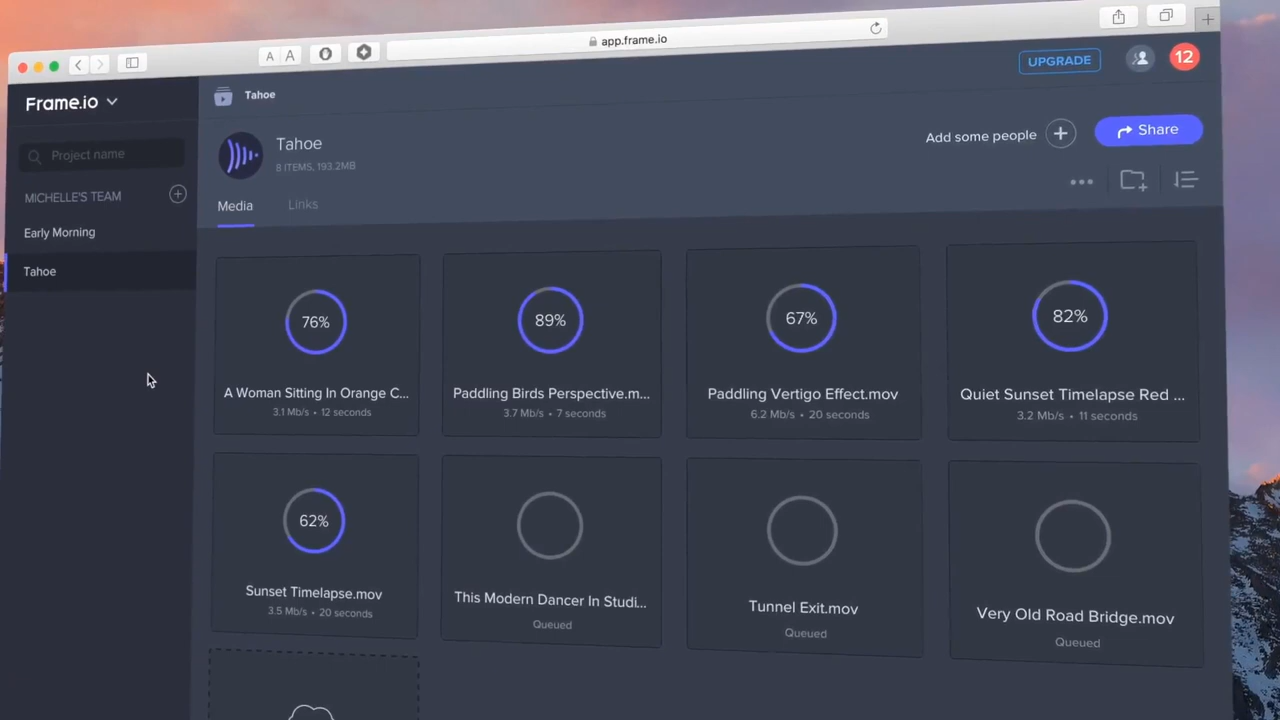 A A
app.frame.io
Frame.io
Project name
MICHELLE'S TEAM
Early Morning
Tahoe
Tahoe
UPGRADE
12
Tahoe
8 ITEMS, 193.2MB
Add some people
Share
Media
Links
76%
A Woman Sitting In Orange C...
3.1 Mb/s • 12 seconds
89%
Paddling Birds Perspective.m...
3.7 Mb/s • 7 seconds
67%
Paddling Vertigo Effect.mov
6.2 Mb/s • 20 seconds
82%
Quiet Sunset Timelapse Red ...
3.2 Mb/s • 11 seconds
62%
Sunset Timelapse.mov
3.5 Mb/s • 20 seconds
This Modern Dancer In Studi...
Queued
Tunnel Exit.mov
Queued
Very Old Road Bridge.mov
Queued